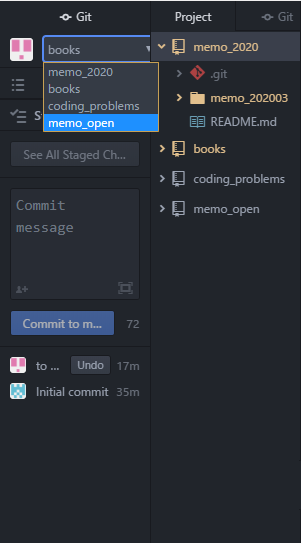 Git
Project
Git
books
memo_2020
books
coding_problems
memo_open
See All Staged Ch...
Commit
message
Commit to m...
72
to ...
Undo
17m
Initial commit
35m
memo_2020
.git
memo_202003
README.md
books
coding_problems
memo_open